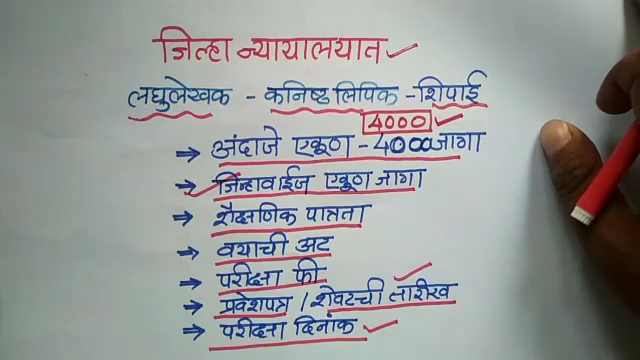 जिल्हा न्यायालयात
लघुलेखक - कनिष्ठ लिपिक - शिपाई
4000
⇒ अंदाजे एकूण - 4000 जागा
⇒ जिल्हावाईज एकूण जागा
⇒ शैक्षणिक पात्रता
⇒ वयाची अट
⇒ परीक्षा फी
⇒ प्रवेशपत्र / शेवटची तारीख
⇒ परीक्षा दिनांक